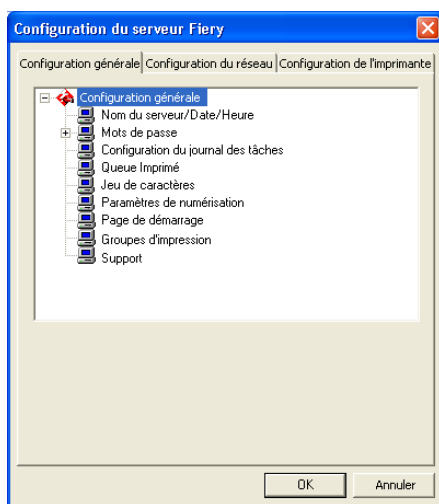 Configuration du serveur Fiery
Configuration générale Configuration du réseau Configuration de l'imprimante
Configuration générale
Nom du serveur/Date/Heure
Mots de passe
Configuration du journal des tâches
Queue Imprimé
Jeu de caractères
Paramètres de numérisation
Page de démarrage
Groupes d'impression
Support
OK Annuler